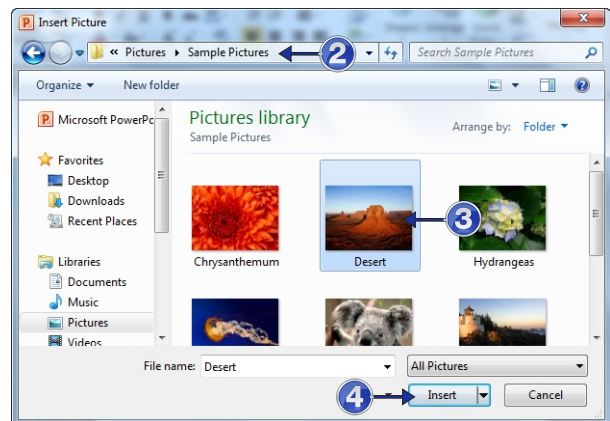 Insert Picture
« Pictures ▸ Sample Pictures 2 Search Sample Pictures
Organize New folder
Microsoft PowerPc
Favorites
Desktop
Downloads
Recent Places
Libraries
Documents
Music
Pictures
Videos
Pictures library
Sample Pictures
Arrange by: Folder
3
Chrysanthemum Desert Hydrangeas
File name: Desert All Pictures
4 Insert Cancel